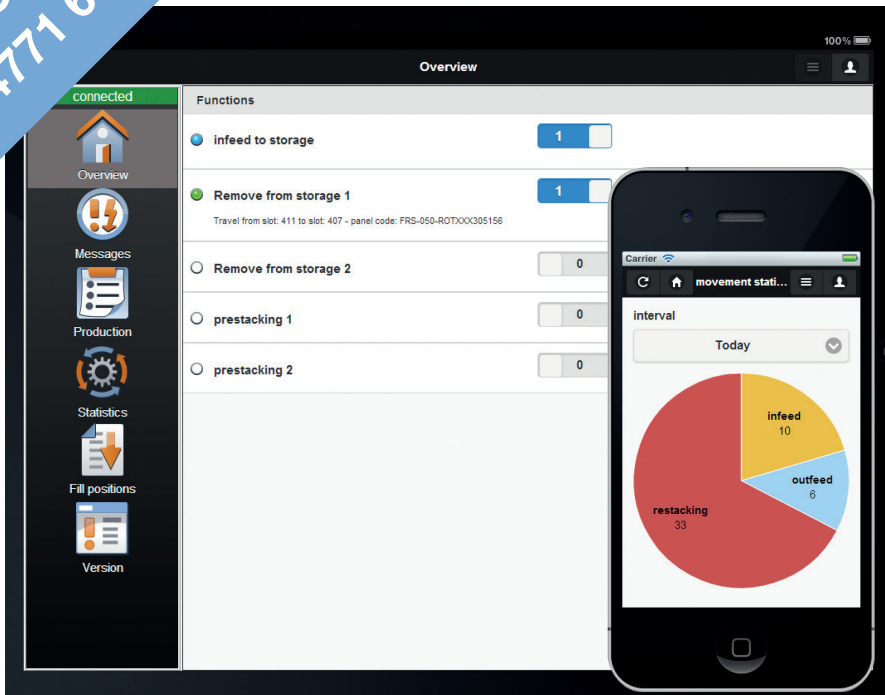 4771 6
100%
Overview
connected
Functions
infeed to storage
1
Overview
Remove from storage 1
1
Travel from slot: 411 to slot: 407 - panel code: FRS-050-ROTXXX305156
Messages
Remove from storage 2
0
Production
prestacking 1
0
prestacking 2
0
Statistics
Fill positions
Version
Carrier
movement stati...
interval
Today
infeed
10
outfeed
6
restacking
33